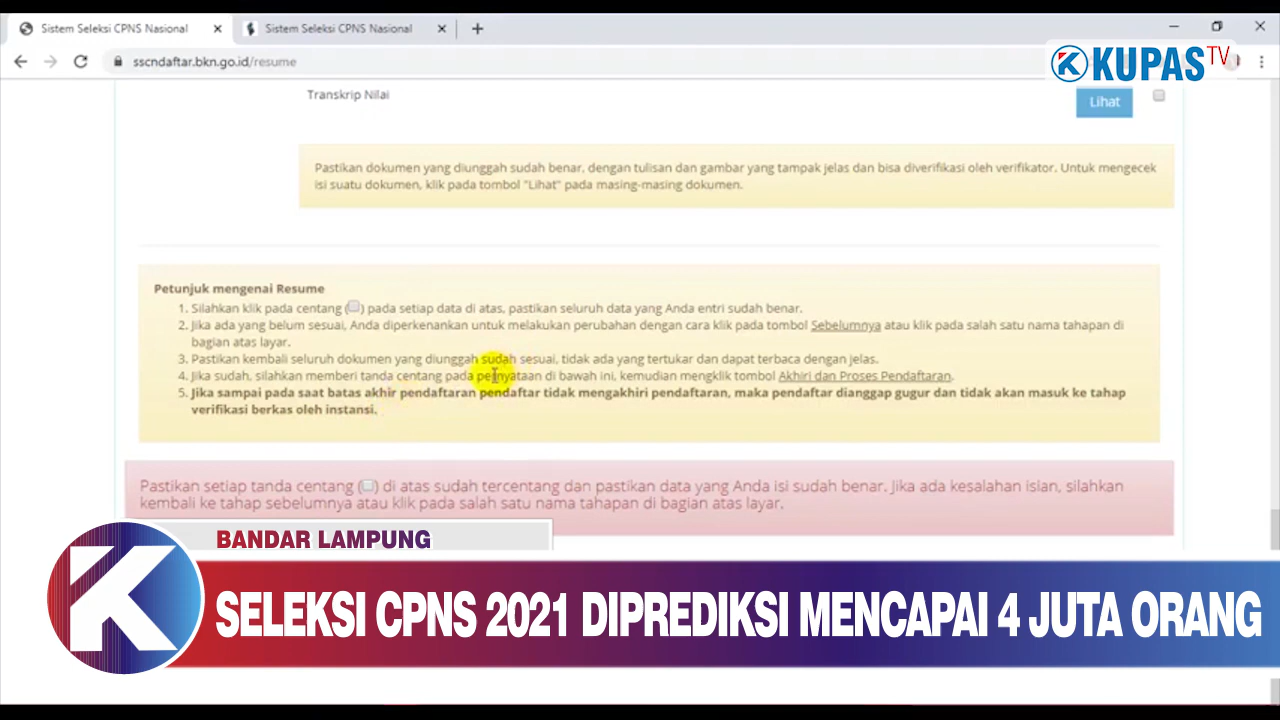 Sistem Seleksi CPNS Nasional
Sistem Seleksi CPNS Nasional
sscndaftar.bkn.go.id/resume
KUPAS TV
Transkrip Nilai
Lihat
Pastikan dokumen yang diunggah sudah benar, dengan tulisan dan gambar yang tampak jelas dan bisa diverifikasi oleh verifikator. Untuk mengecek
isi suatu dokumen, klik pada tombol "Lihat" pada masing-masing dokumen.
Petunjuk mengenai Resume
1. Silahkan klik pada centang () pada setiap data di atas, pastikan seluruh data yang Anda entri sudah benar.
2. Jika ada yang belum sesuai, Anda diperkenankan untuk melakukan perubahan dengan cara klik pada tombol Sebelumnya atau klik pada salah satu nama tahapan di
bagian atas layar.
3. Pastikan kembali seluruh dokumen yang diunggah sudah sesuai, tidak ada yang tertukar dan dapat terbaca dengan jelas.
4. Jika sudah, silahkan memberi tanda centang pada pernyataan di bawah ini, kemudian mengklik tombol Akhiri dan Proses Pendaftaran.
5. Jika sampai pada saat batas akhir pendaftaran pendaftar tidak mengakhiri pendaftaran, maka pendaftar dianggap gugur dan tidak akan masuk ke tahap
verifikasi berkas oleh instansi.
Pastikan setiap tanda centang () di atas sudah tercentang dan pastikan data yang Anda isi sudah benar. Jika ada kesalahan isian, silahkan
kembali ke tahap sebelumnya atau klik pada salah satu nama tahapan di bagian atas layar.
BANDAR LAMPUNG
K
SELEKSI CPNS 2021 DIPREDIKSI MENCAPAI 4 JUTA ORANG